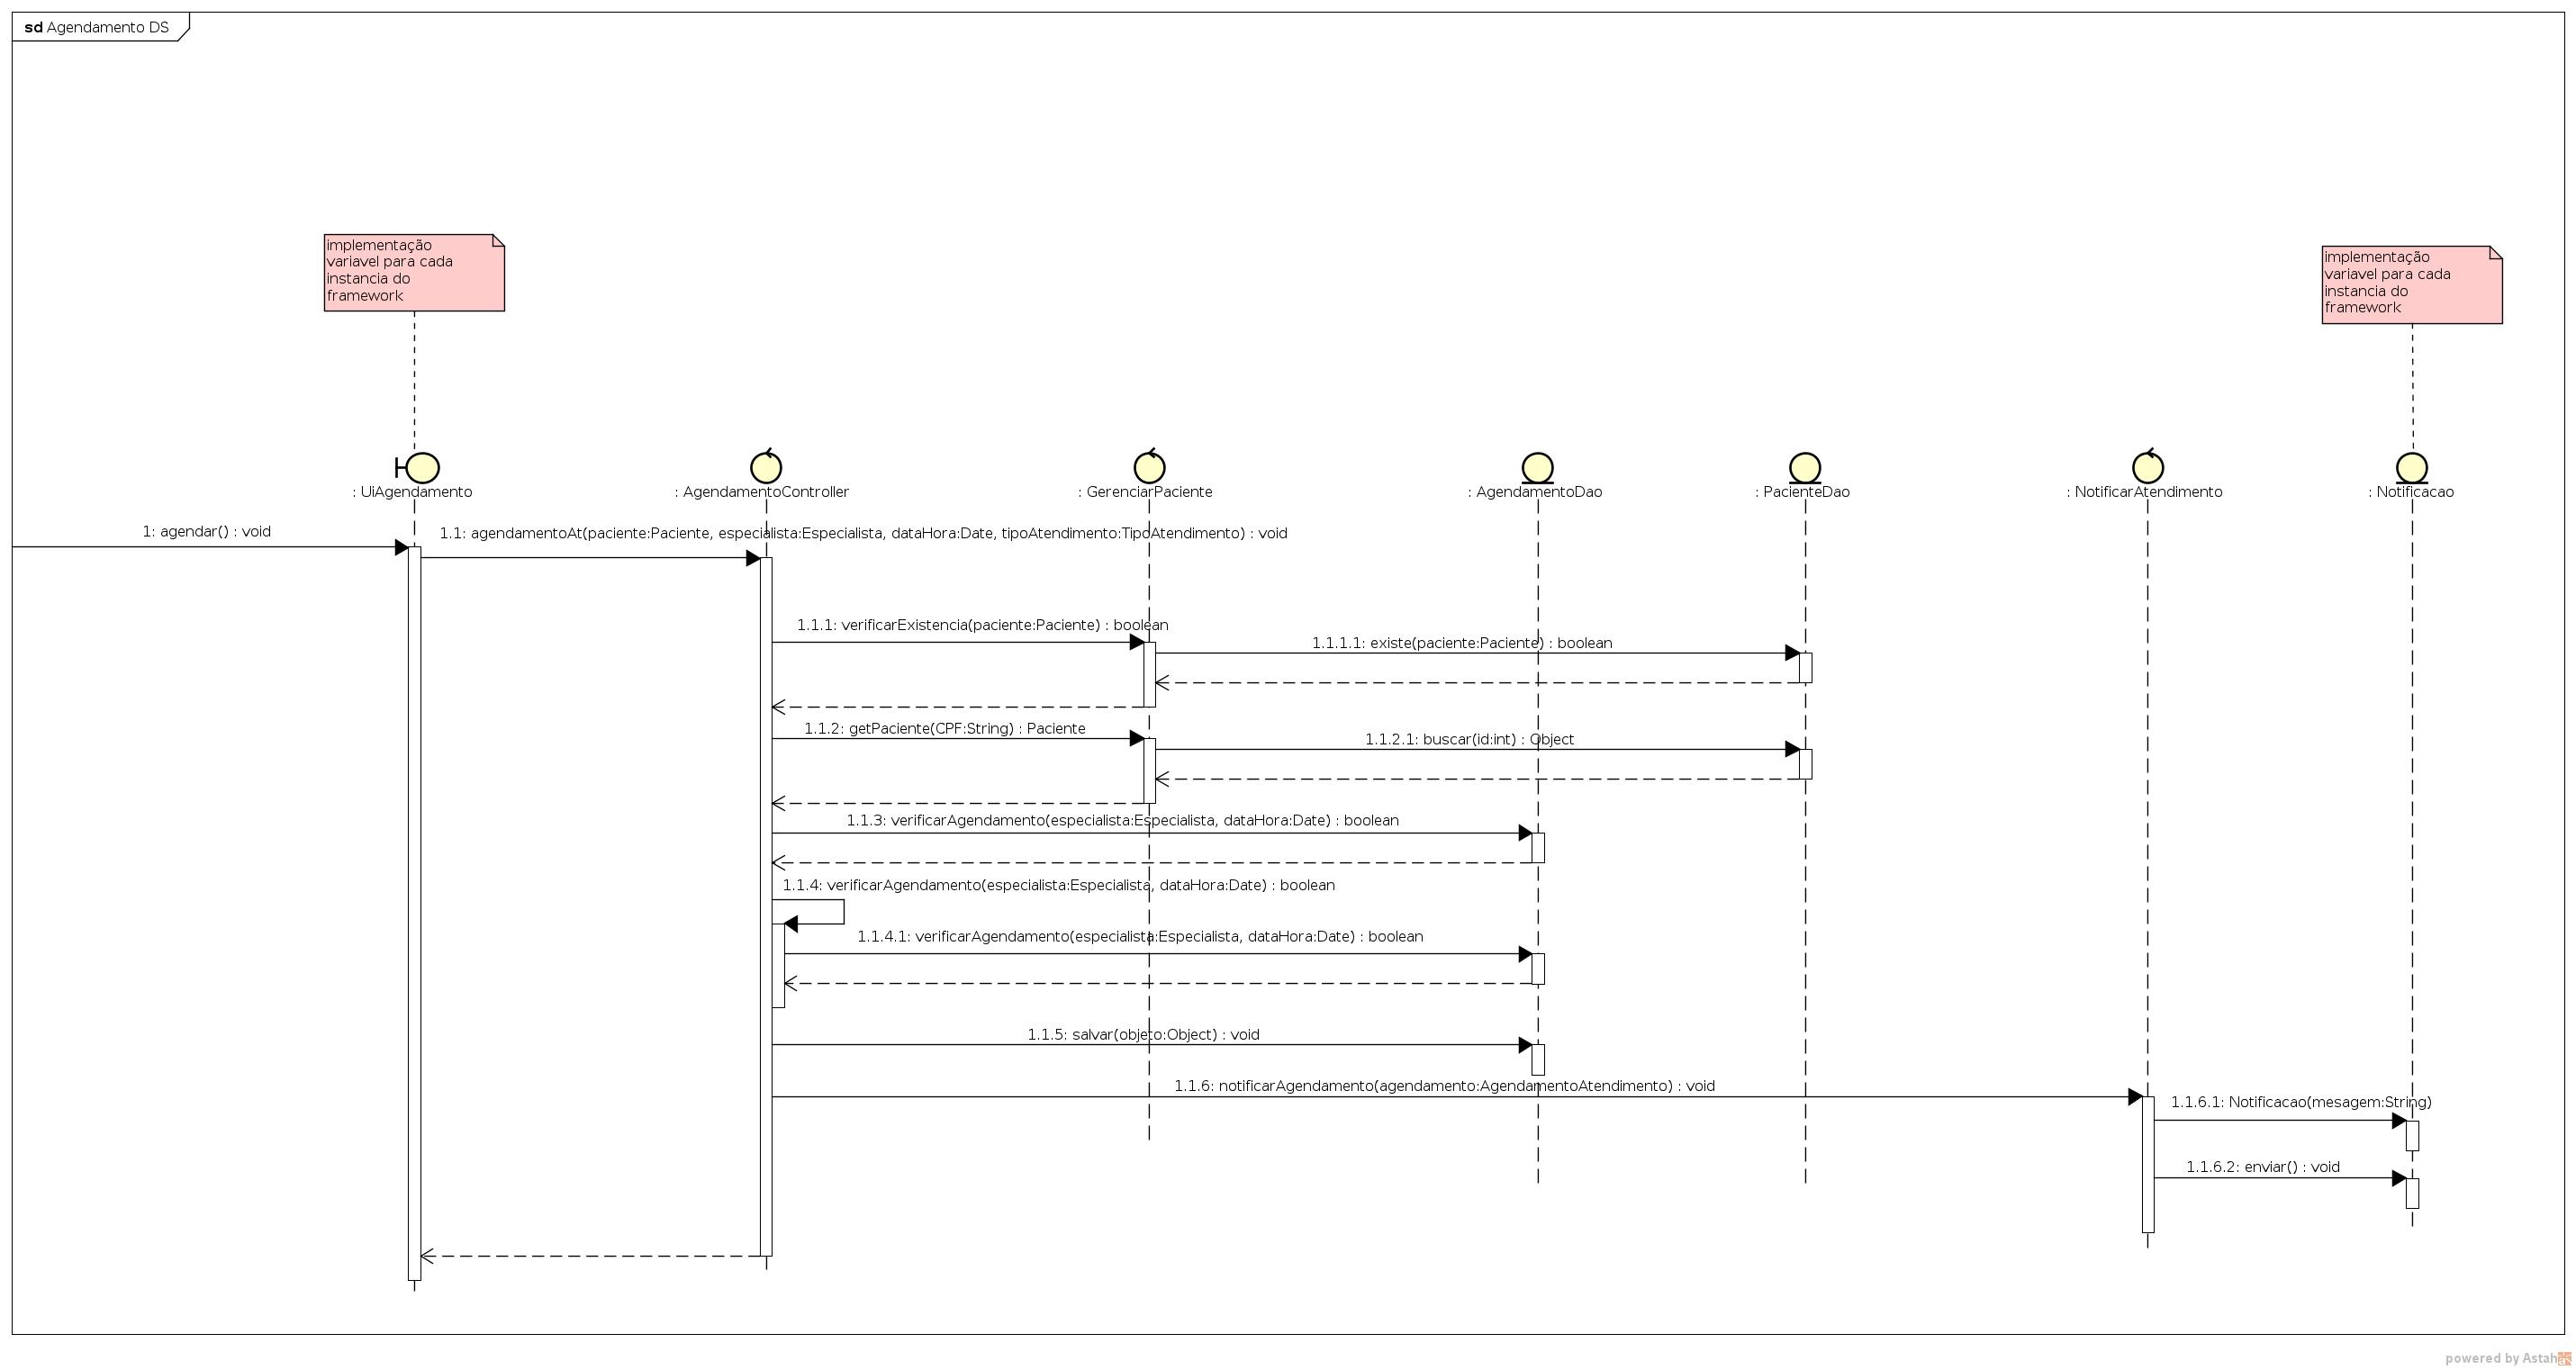 sd Agendamento DS
implementação
variavel para cada
instancia do
framework
implementação
variavel para cada
instancia do
framework
: UiAgendamento
: AgendamentoController
: GerenciarPaciente
: AgendamentoDao
: PacienteDao
: NotificarAtendimento
: Notificacao
1: agendar() : void
1.1: agendamentoAt(paciente:Paciente, especialista:Especialista, dataHora:Date, tipoAtendimento:TipoAtendimento) : void
1.1.1: verificarExistencia(paciente:Paciente) : boolean
1.1.1.1: existe(paciente:Paciente) : boolean
1.1.2: getPaciente(CPF:String) : Paciente
1.1.2.1: buscar(id:int) : Object
1.1.3: verificarAgendamento(especialista:Especialista, dataHora:Date) : boolean
1.1.4: verificarAgendamento(especialista:Especialista, dataHora:Date) : boolean
1.1.4.1: verificarAgendamento(especialista:Especialista, dataHora:Date) : boolean
1.1.5: salvar(objeto:Object) : void
1.1.6: notificarAgendamento(agendamento:AgendamentoAtendimento) : void
1.1.6.1: Notificacao(mesagem:String)
1.1.6.2: enviar() : void
powered by Astah